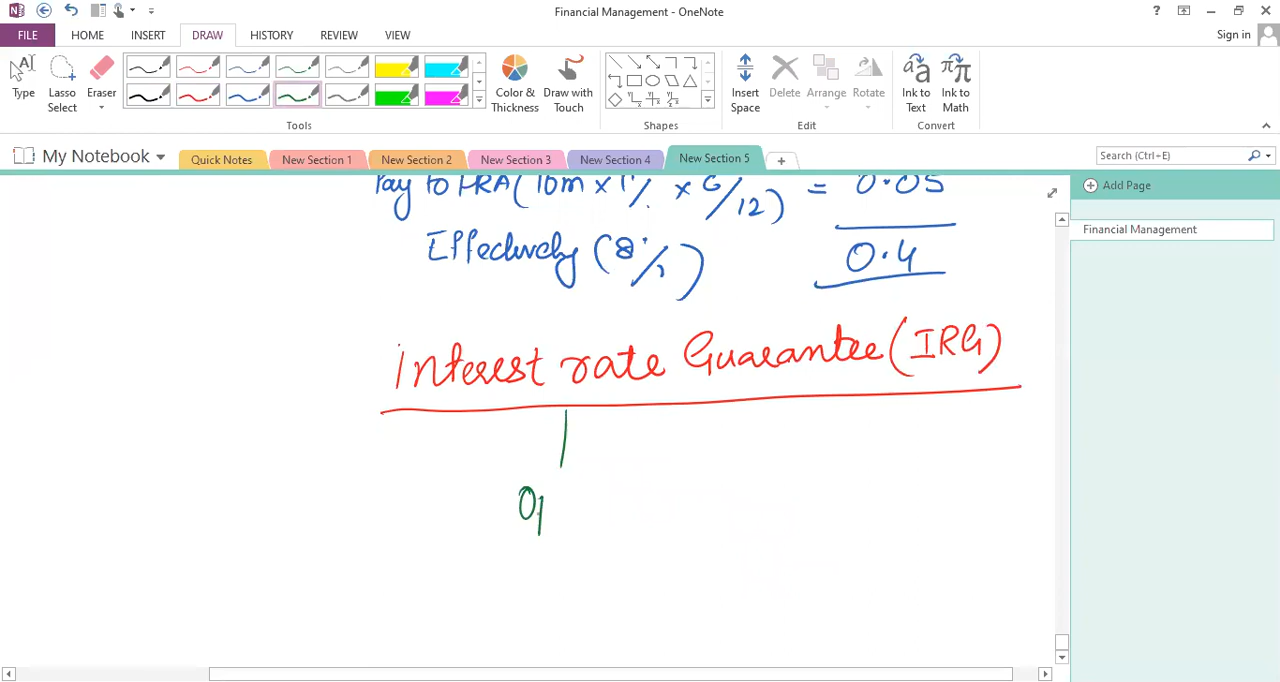 Financial Management - OneNote
Sign in
FILE HOME INSERT DRAW HISTORY REVIEW VIEW
Type
Lasso Select
Eraser
Color & Thickness
Draw with Touch
Insert Space
Delete
Arrange
Rotate
Ink to Text
Ink to Math
Tools
Shapes
Edit
Convert
My Notebook
Quick Notes
New Section 1
New Section 2
New Section 3
New Section 4
New Section 5
Search (Ctrl+E)
Add Page
Financial Management
Pay to FRA (10m × 1% × 6/12) = 0.05
Effectively (8%) 0.4
interest rate Guarantee (IRG)